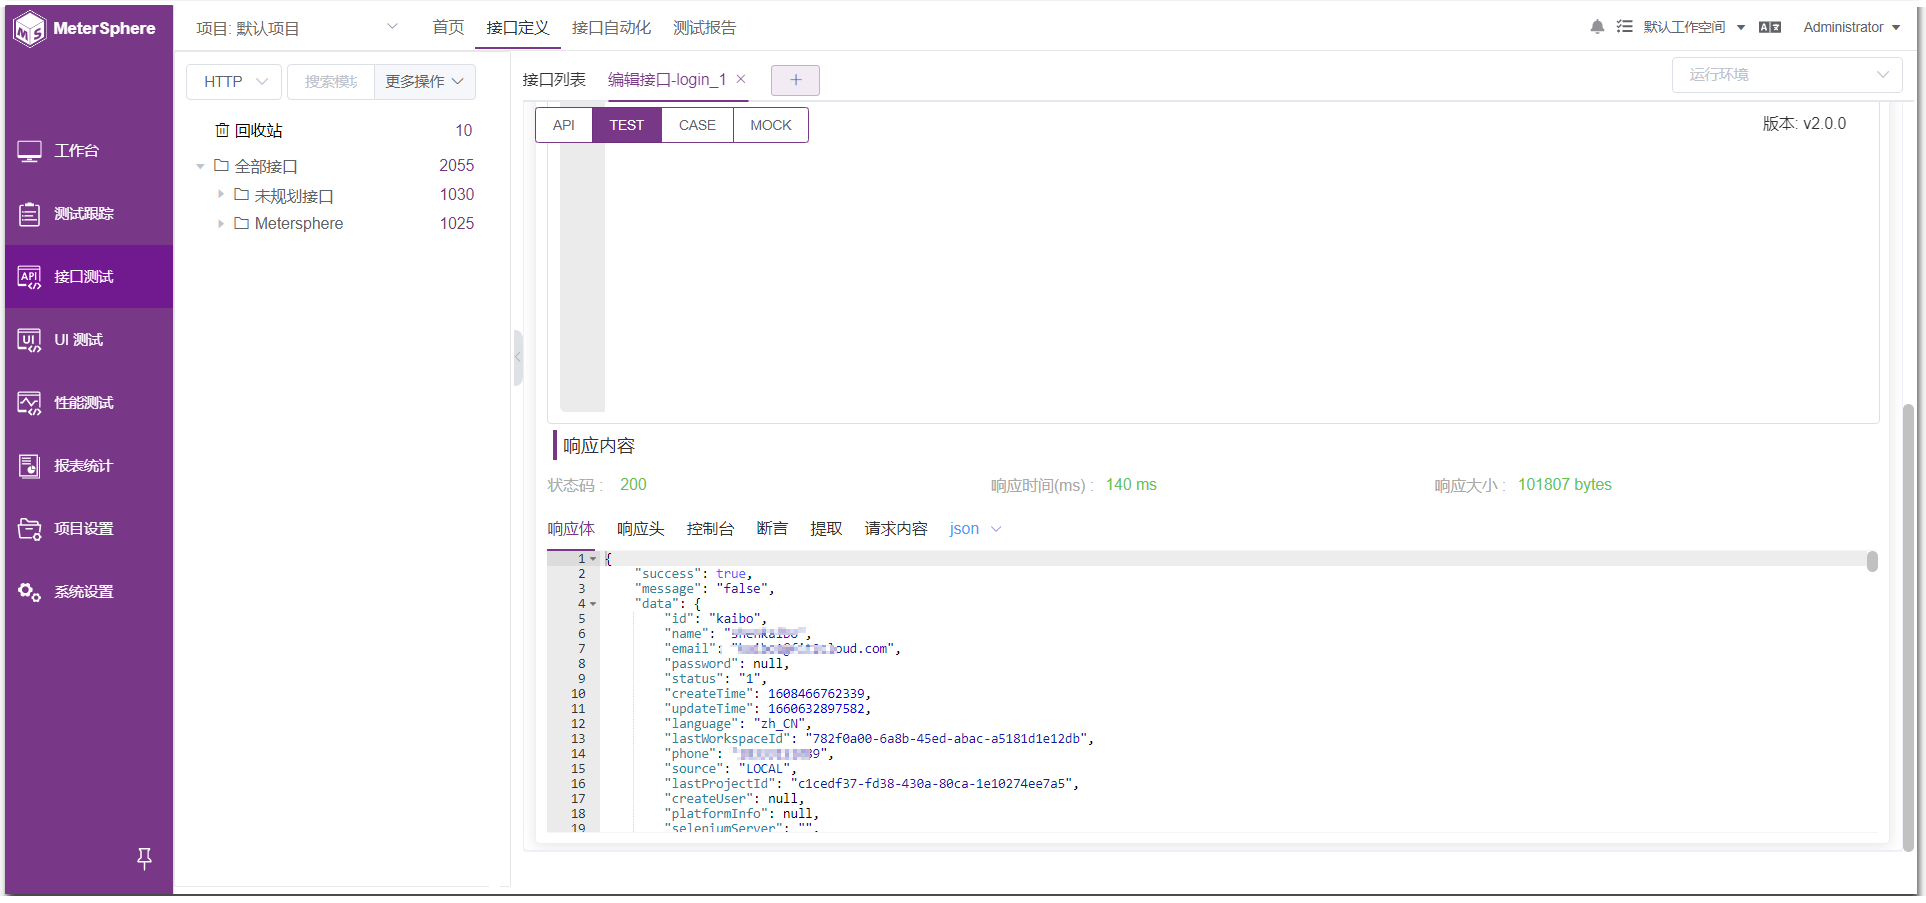 MeterSphere
项目: 默认项目
首页
接口定义
接口自动化
测试报告
默认工作空间
Administrator
工作台
测试跟踪
接口测试
UI 测试
性能测试
报表统计
项目设置
系统设置
HTTP
搜索模块
更多操作
回收站 10
全部接口 2055
未规划接口 1030
Metersphere 1025
接口列表
编辑接口-login_1
运行环境
API
TEST
CASE
MOCK
版本: v2.0.0
响应内容
状态码 : 200
响应时间(ms) : 140 ms
响应大小 : 101807 bytes
响应体
响应头
控制台
断言
提取
请求内容
json
1 {
2 "success": true,
3 "message": "false",
4 "data": {
5 "id": "kaibo",
6 "name": "
7 "email": "oud.com",
8 "password": null,
9 "status": "1",
10 "createTime": 1608466762339,
11 "updateTime": 1660632897582,
12 "language": "zh_CN",
13 "lastWorkspaceId": "782f0a00-6a8b-45ed-abac-a5181d1e12db",
14 "phone": "39",
15 "source": "LOCAL",
16 "lastProjectId": "c1cedf37-fd38-430a-80ca-1e10274ee7a5",
17 "createUser": null,
18 "platformInfo": null,
19 "seleniumServer": "",